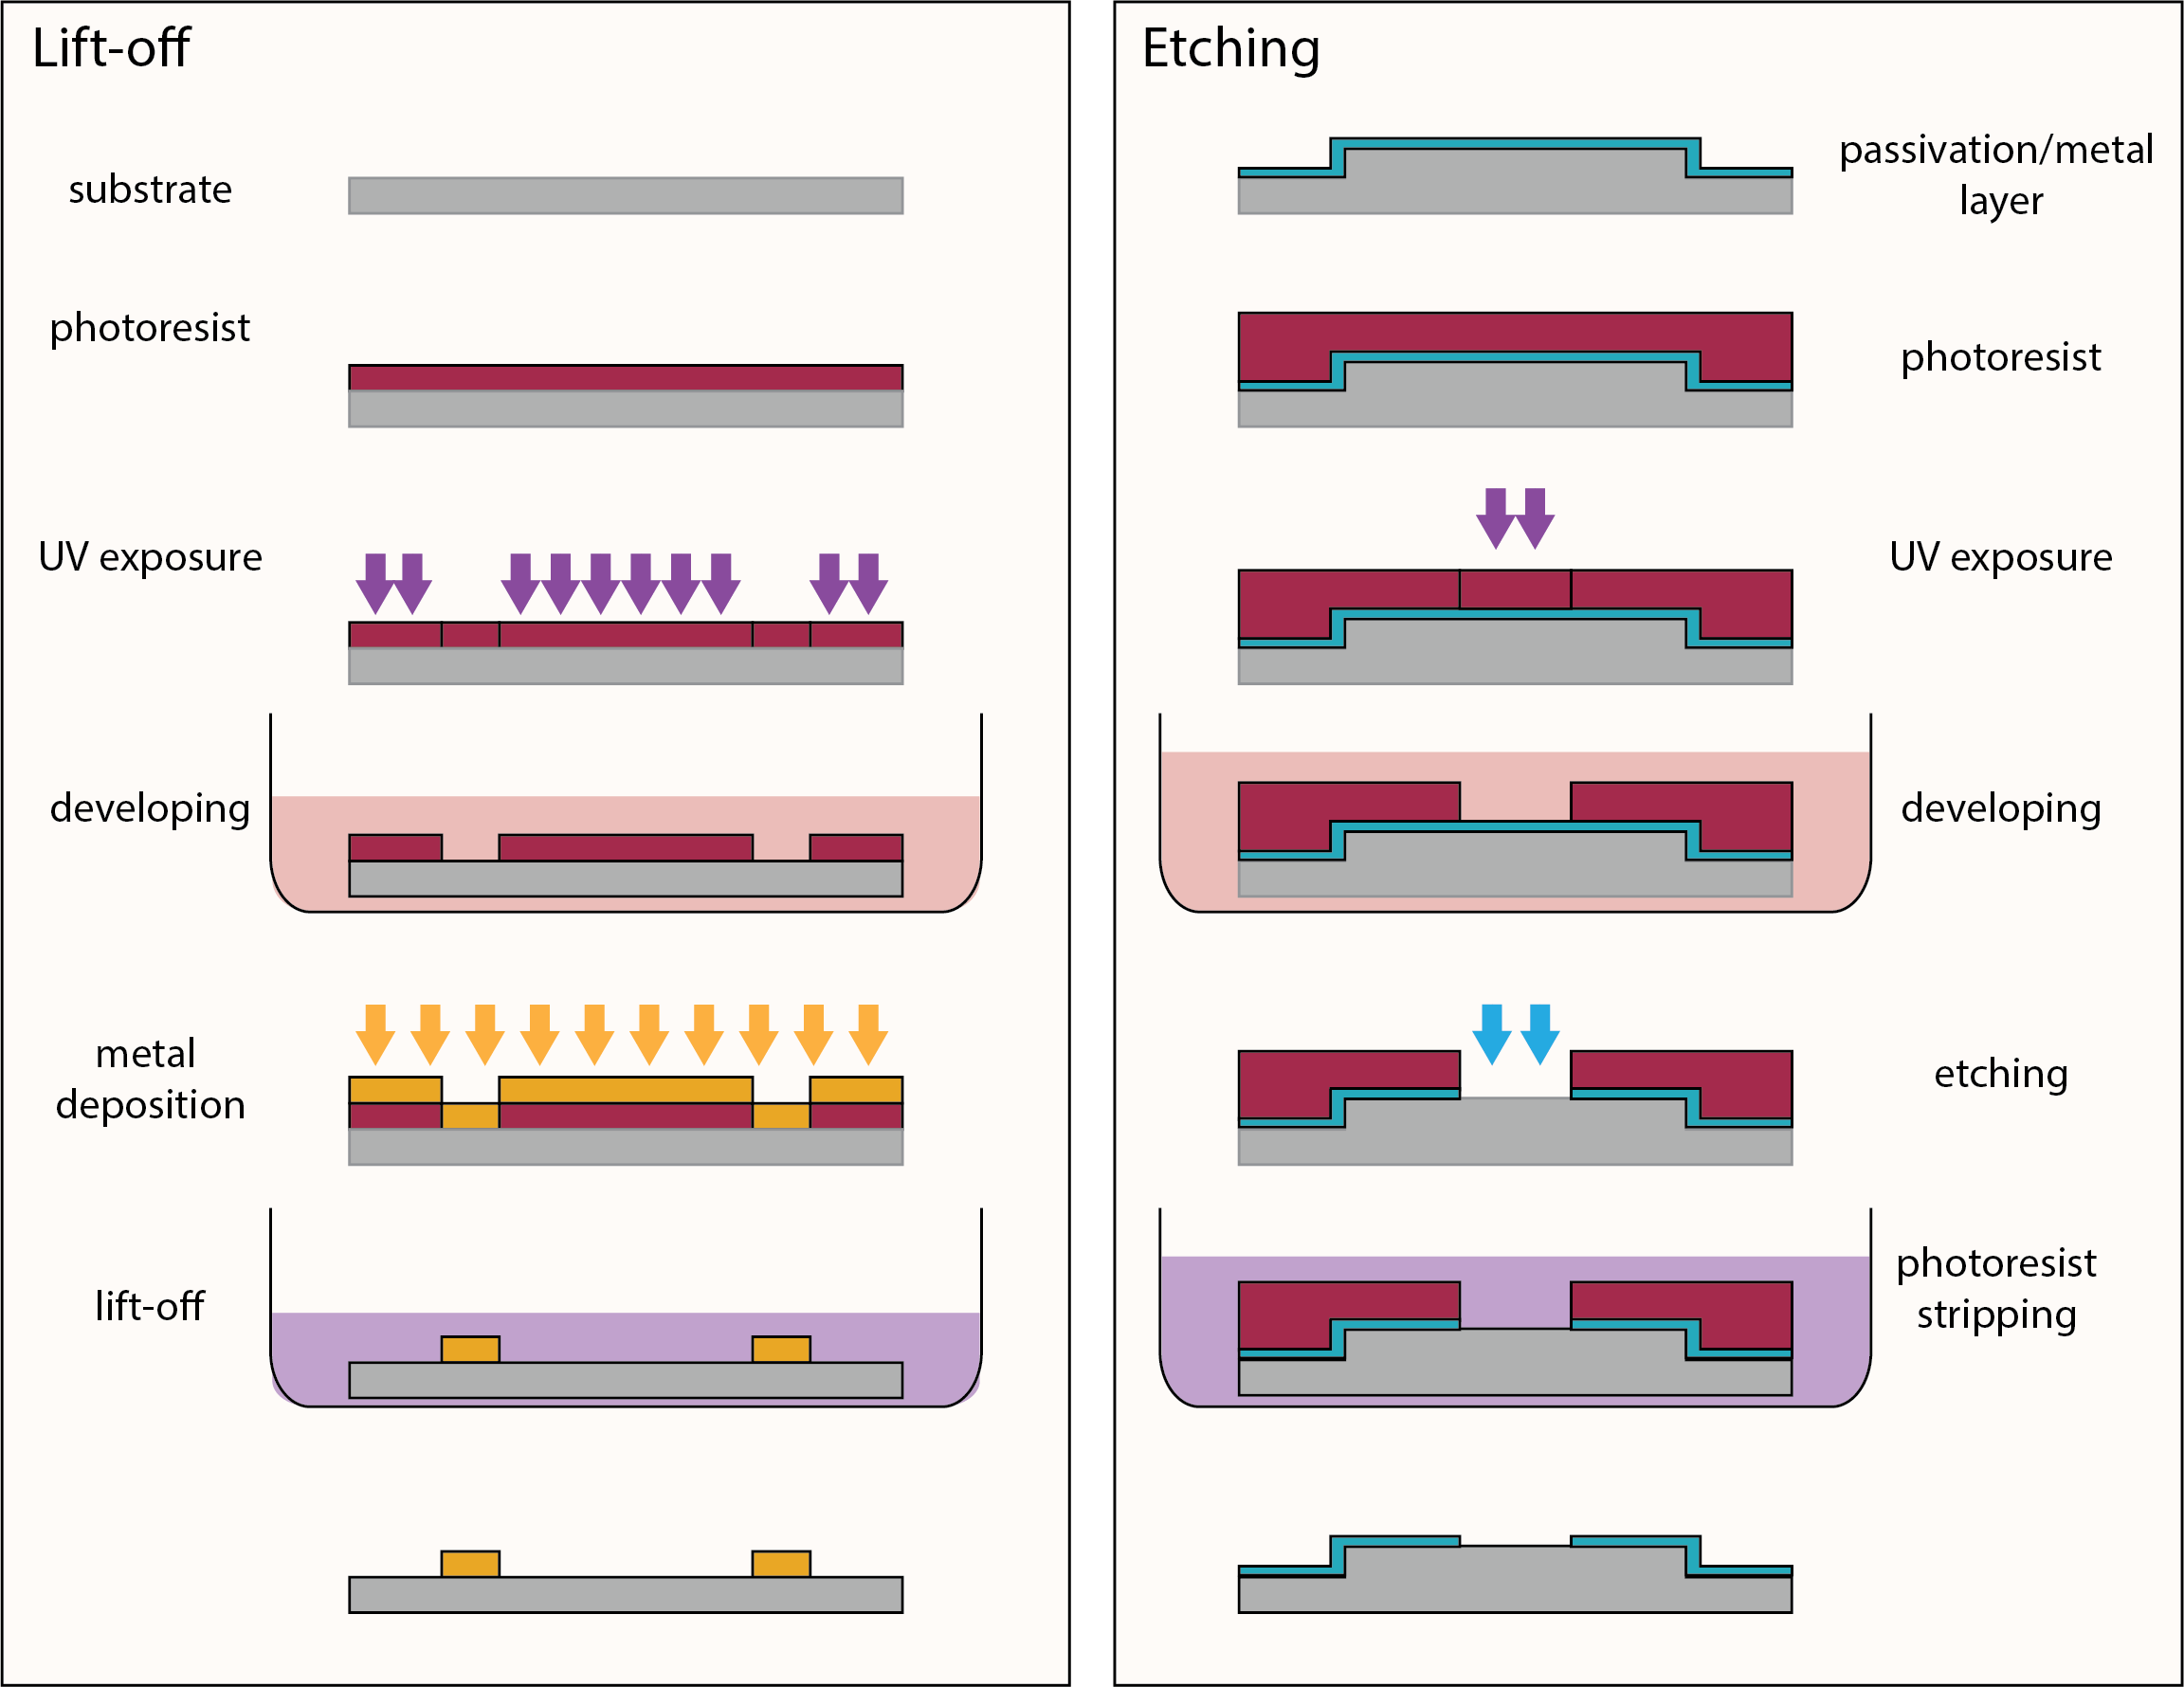 Lift-off
substrate
photoresist
UV exposure
developing
metal
deposition
lift-off
Etching
passivation/metal
layer
photoresist
UV exposure
developing
etching
photoresist
stripping